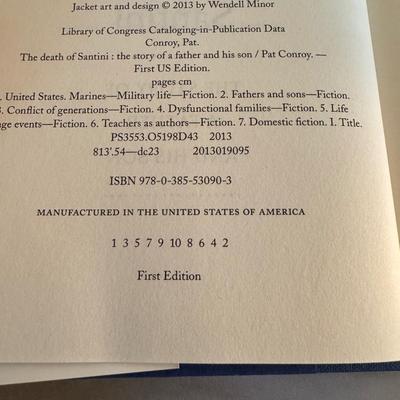 Jacket art and design © 2013 by Wendell Minor
Library of Congress Cataloging-in-Publication Data
Conroy, Pat.
The death of Santini : the story of a father and his son / Pat Conroy. —
First US Edition.
pages cm
. United States. Marines—Military life—Fiction. 2. Fathers and sons—Fiction.
3. Conflict of generations—Fiction. 4. Dysfunctional families—Fiction. 5. Life
nge events—Fiction. 6. Teachers as authors—Fiction. 7. Domestic fiction. 1. Title.
PS3553.O5198D43 2013
813'.54—dc23 2013019095
ISBN 978-0-385-53090-3
MANUFACTURED IN THE UNITED STATES OF AMERICA
1 3 5 7 9 10 8 6 4 2
First Edition